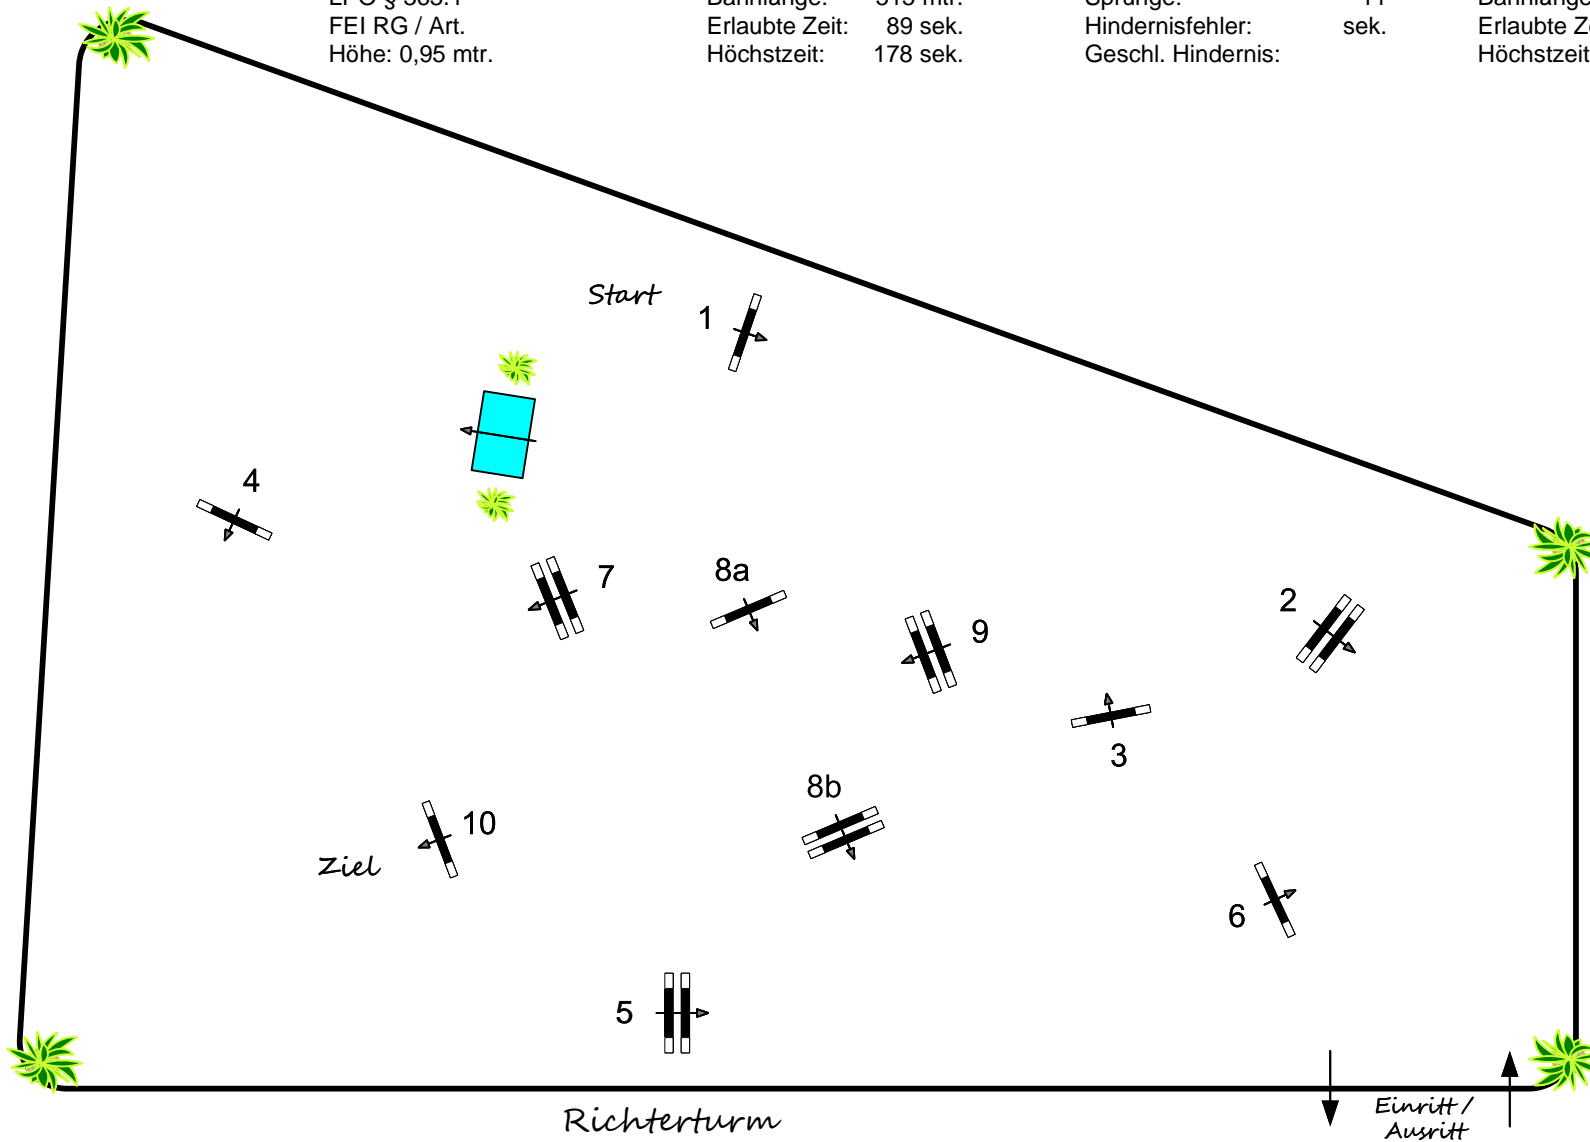 FEI RG / Art.
Erlaubte Zeit: 89 sek.
Hindernisfehler: sek.
Höhe: 0,95 mtr.
Höchstzeit: 178 sek.
Geschl. Hindernis:
Höchstzeit
Start
1
4
7
8a
9
2
3
8b
10
Ziel
6
5
Richterturm
Einritt /
Ausritt